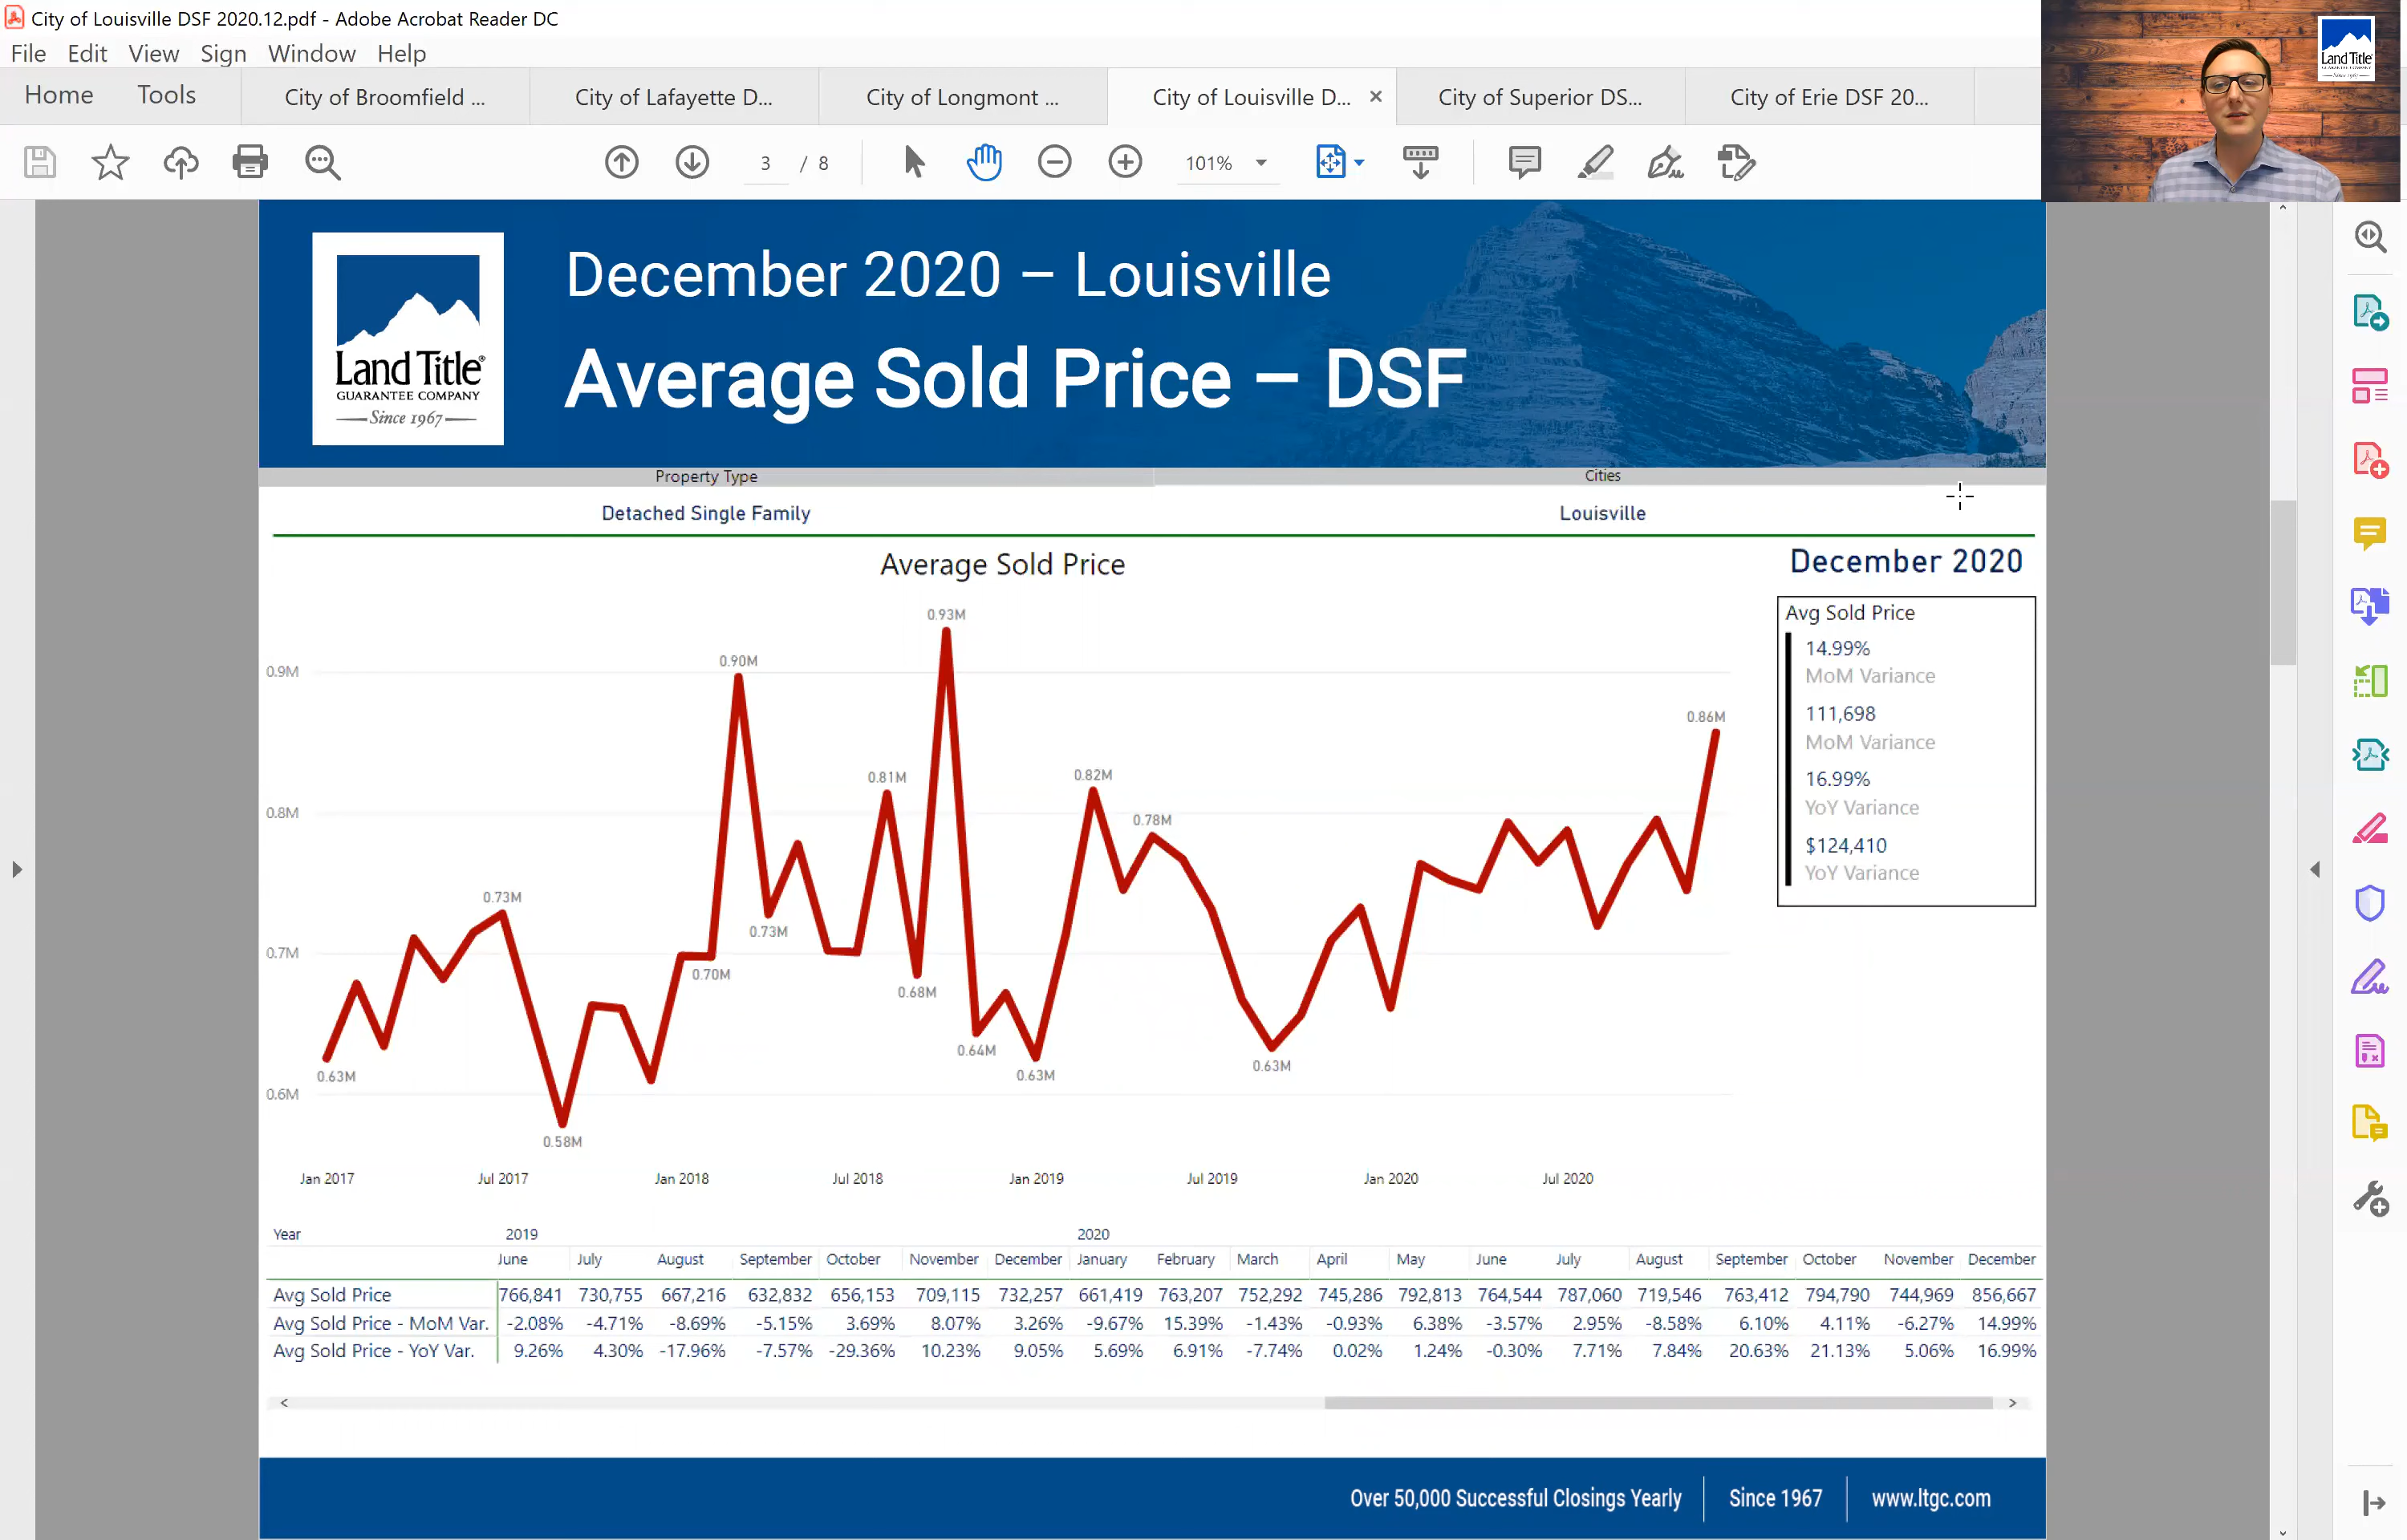 City of Louisville DSF 2020.12.pdf - Adobe Acrobat Reader DC
File Edit View Sign Window Help
Home Tools City of Broomfield ... City of Lafayette D... City of Longmont ... City of Louisville D... × City of Superior DS... City of Erie DSF 20...
3 / 8 101%
Land Title
Since 1967
December 2020 – Louisville
Average Sold Price – DSF
Land Title®
GUARANTEE COMPANY
Since 1967
Property Type Cities
Detached Single Family Louisville
Average Sold Price
December 2020
Avg Sold Price
14.99%
MoM Variance
111,698
MoM Variance
16.99%
YoY Variance
$124,410
YoY Variance
0.93M
0.90M
0.9M
0.86M
0.81M
0.82M
0.8M
0.78M
0.73M
0.73M
0.7M
0.70M
0.68M
0.64M
0.63M
0.63M
0.63M
0.6M
0.58M
Jan 2017 Jul 2017 Jan 2018 Jul 2018 Jan 2019 Jul 2019 Jan 2020 Jul 2020
Year 2019 2020
June July August September October November December January February March April May June July August September October November December
Avg Sold Price 766,841 730,755 667,216 632,832 656,153 709,115 732,257 661,419 763,207 752,292 745,286 792,813 764,544 787,060 719,546 763,412 794,790 744,969 856,667
Avg Sold Price - MoM Var. -2.08% -4.71% -8.69% -5.15% 3.69% 8.07% 3.26% -9.67% 15.39% -1.43% -0.93% 6.38% -3.57% 2.95% -8.58% 6.10% 4.11% -6.27% 14.99%
Avg Sold Price - YoY Var. 9.26% 4.30% -17.96% -7.57% -29.36% 10.23% 9.05% 5.69% 6.91% -7.74% 0.02% 1.24% -0.30% 7.71% 7.84% 20.63% 21.13% 5.06% 16.99%
Over 50,000 Successful Closings Yearly Since 1967 www.ltgc.com